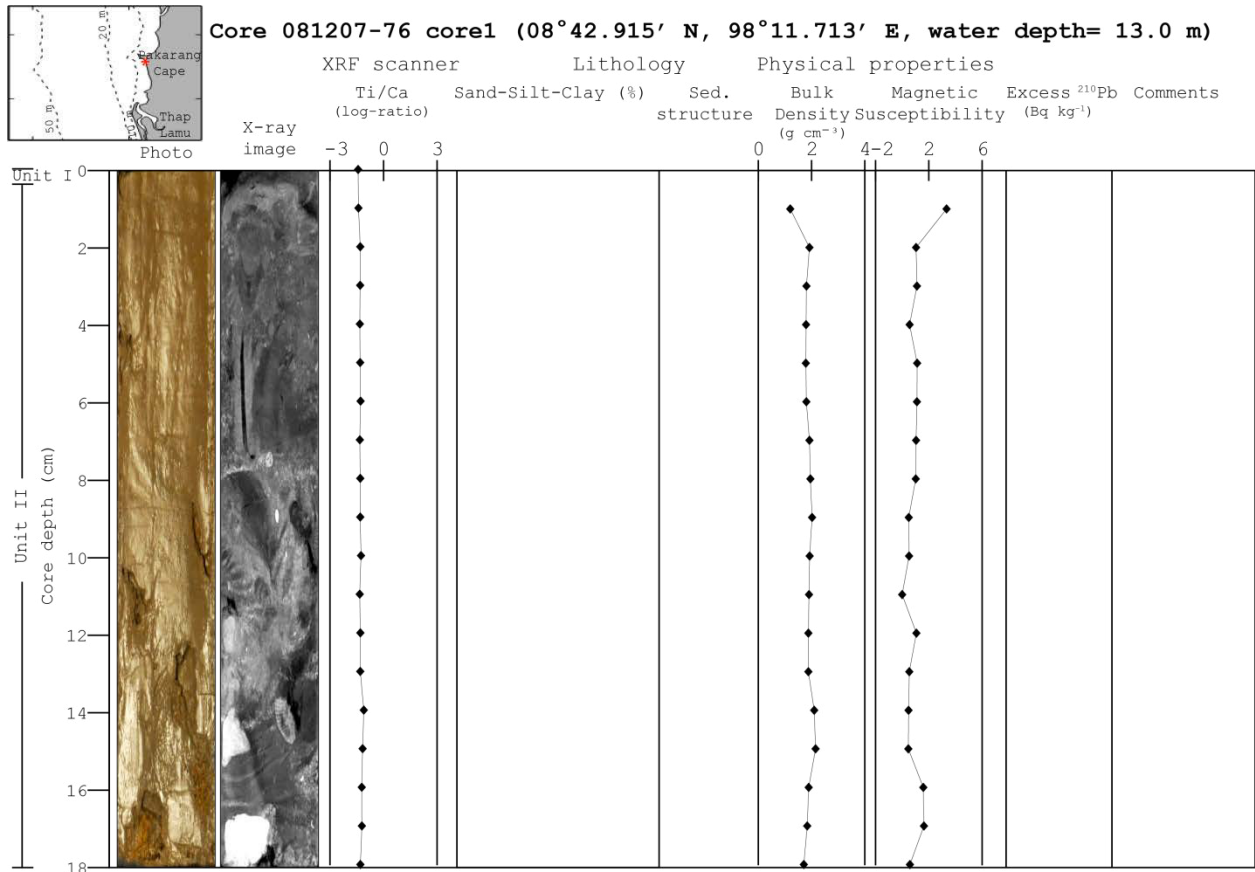 Core 081207-76 core1 (08°42.915′ N, 98°11.713′ E, water depth= 13.0 m)
20 m
Pakarang
Cape
50 m
10 m
Thap
Lamu
XRF scanner
Lithology
Physical properties
Photo
X-ray
image
Ti/Ca
(log-ratio)
-3 0 3
Sand-Silt-Clay (%)
Sed.
structure
Bulk
Density
(g cm⁻³)
0 2 4
Magnetic
Susceptibility
-2 2 6
Excess ²¹⁰Pb
(Bq kg⁻¹)
Comments
Unit I
Unit II
Core depth (cm)
0
2
4
6
8
10
12
14
16
18